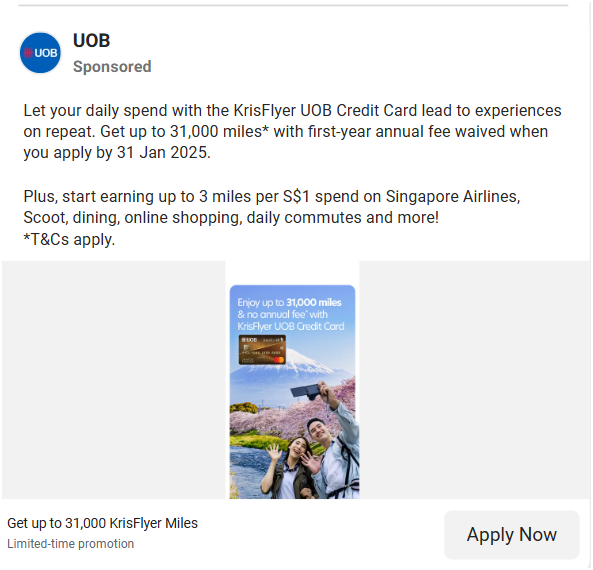 UOB
UOB
Sponsored
Let your daily spend with the KrisFlyer UOB Credit Card lead to experiences
on repeat. Get up to 31,000 miles* with first-year annual fee waived when
you apply by 31 Jan 2025.
Plus, start earning up to 3 miles per S$1 spend on Singapore Airlines,
Scoot, dining, online shopping, daily commutes and more!
*T&Cs apply.
Enjoy up to 31,000 miles
& no annual fee* with
KrisFlyer UOB Credit Card
UOB
Get up to 31,000 KrisFlyer Miles
Limited-time promotion
Apply Now